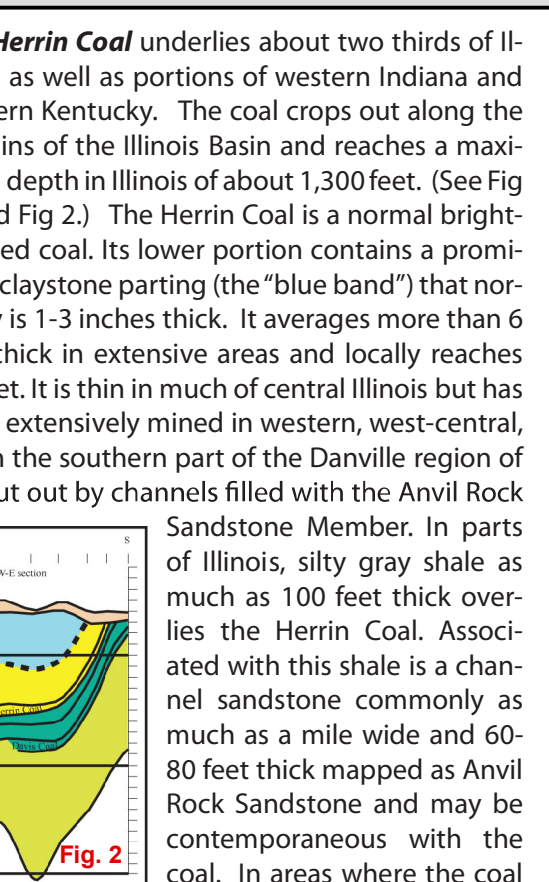 Herrin Coal underlies about two thirds of Il-
as well as portions of western Indiana and
ern Kentucky. The coal crops out along the
ins of the Illinois Basin and reaches a maxi-
depth in Illinois of about 1,300 feet. (See Fig
d Fig 2.) The Herrin Coal is a normal bright-
ed coal. Its lower portion contains a promi-
claystone parting (the “blue band”) that nor-
y is 1-3 inches thick. It averages more than 6
thick in extensive areas and locally reaches
et. It is thin in much of central Illinois but has
extensively mined in western, west-central,
n the southern part of the Danville region of
ut out by channels filled with the Anvil Rock
Sandstone Member. In parts
of Illinois, silty gray shale as
much as 100 feet thick over-
lies the Herrin Coal. Associ-
ated with this shale is a chan-
nel sandstone commonly as
much as a mile wide and 60-
80 feet thick mapped as Anvil
Rock Sandstone and may be
contemporaneous with the
coal. In areas where the coal
S
W-E section
errin Coal
Davis Coal
Fig. 2